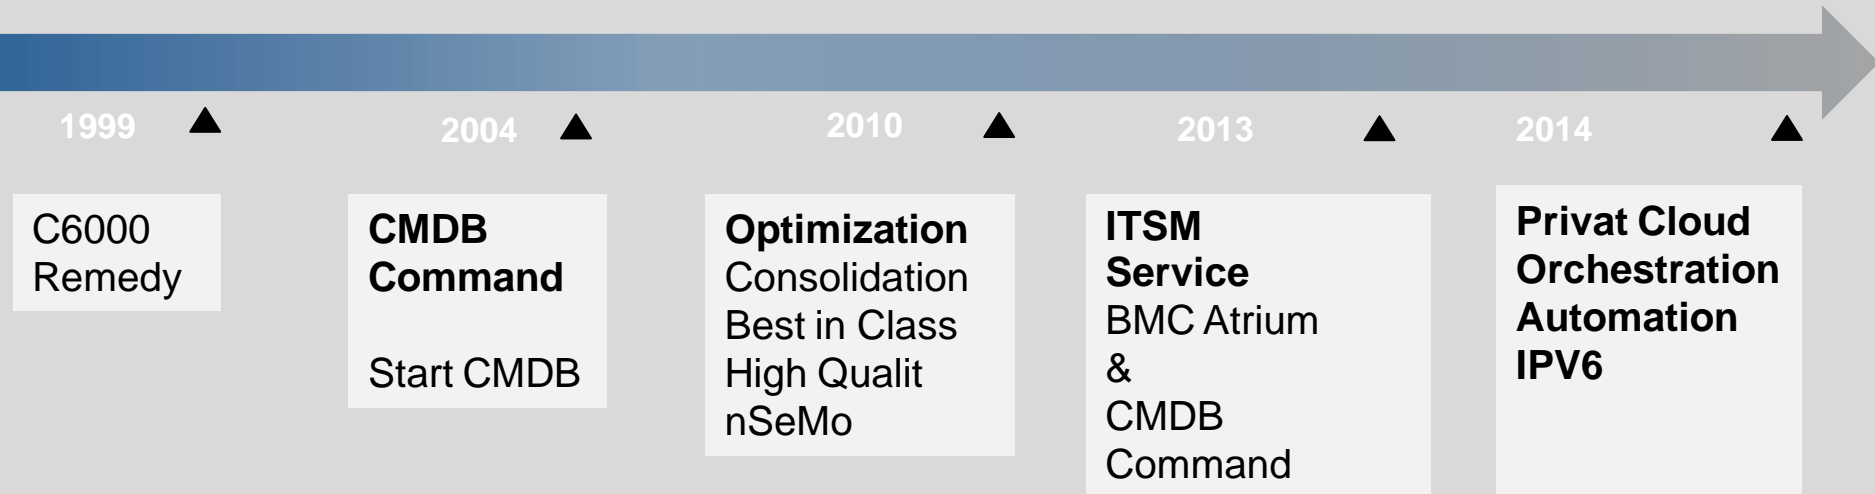 1999
2004
2010
2013
2014
C6000
Remedy
CMDB
Command
Start CMDB
Optimization
Consolidation
Best in Class
High Qualit
nSeMo
ITSM
Service
BMC Atrium
&
CMDB
Command
Privat Cloud
Orchestration
Automation
IPV6